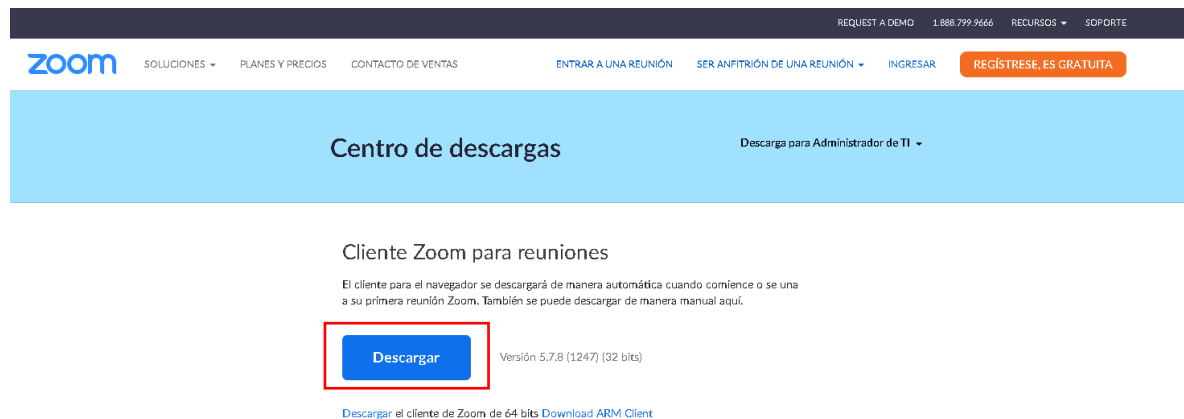 REQUEST A DEMO 1.888.799.9666 RECURSOS SOPORTE
zoom SOLUCIONES PLANES Y PRECIOS CONTACTO DE VENTAS ENTRAR A UNA REUNIÓN SER ANFITRIÓN DE UNA REUNIÓN INGRESAR REGÍSTRESE, ES GRATUITA
Centro de descargas Descarga para Administrador de TI
Cliente Zoom para reuniones
El cliente para el navegador se descargará de manera automática cuando comience o se una
a su primera reunión Zoom. También se puede descargar de manera manual aquí.
Descargar Versión 5.7.8 (1247) (32 bits)
Descargar el cliente de Zoom de 64 bits Download ARM Client